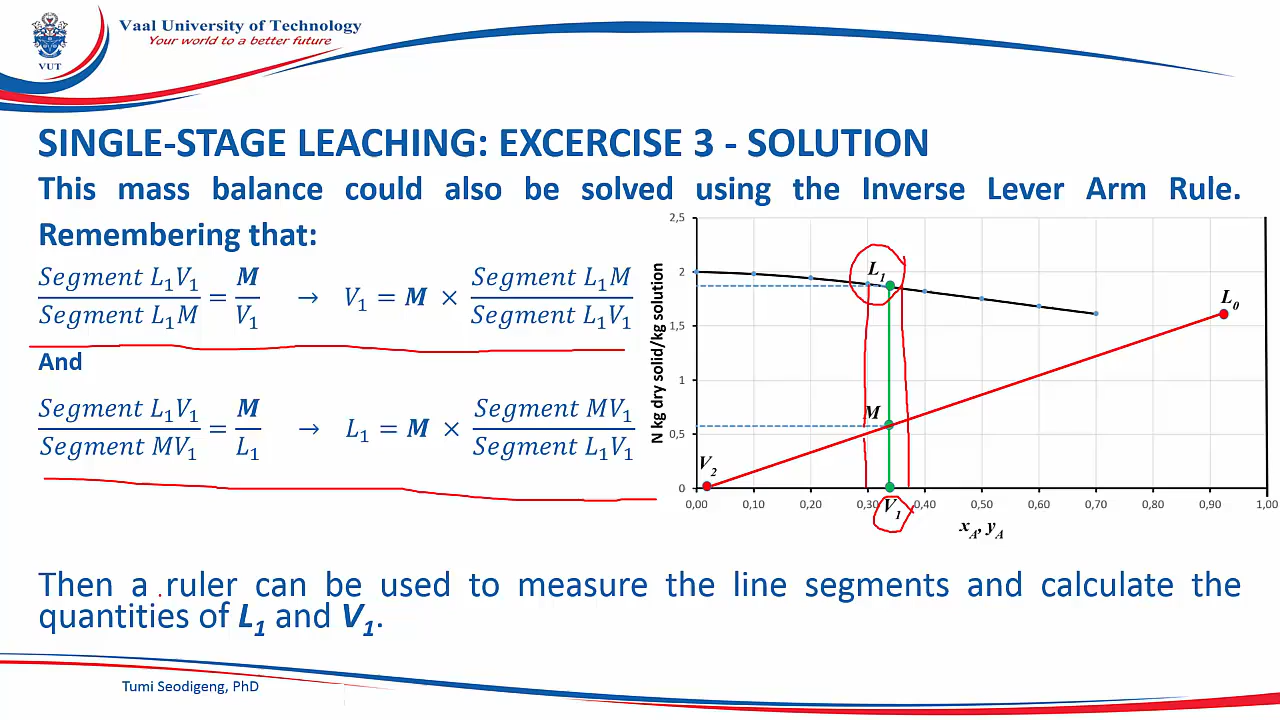 Vaal University of Technology
Your world to a better future
VUT
SINGLE-STAGE LEACHING: EXCERCISE 3 - SOLUTION
This mass balance could also be solved using the Inverse Lever Arm Rule.
Remembering that:
Segment L₁V₁ / Segment L₁M = M / V₁ → V₁ = M × Segment L₁M / Segment L₁V₁
And
Segment L₁V₁ / Segment MV₁ = M / L₁ → L₁ = M × Segment MV₁ / Segment L₁V₁
N kg dry solid/kg solution
2,5
2
1,5
1
0,5
0
L₁
L₀
M
V₂
0,00 0,10 0,20 0,30 V₁ 0,40 0,50 0,60 0,70 0,80 0,90 1,00
x_A, y_A
Then a ruler can be used to measure the line segments and calculate the
quantities of L₁ and V₁.
Tumi Seodigeng, PhD